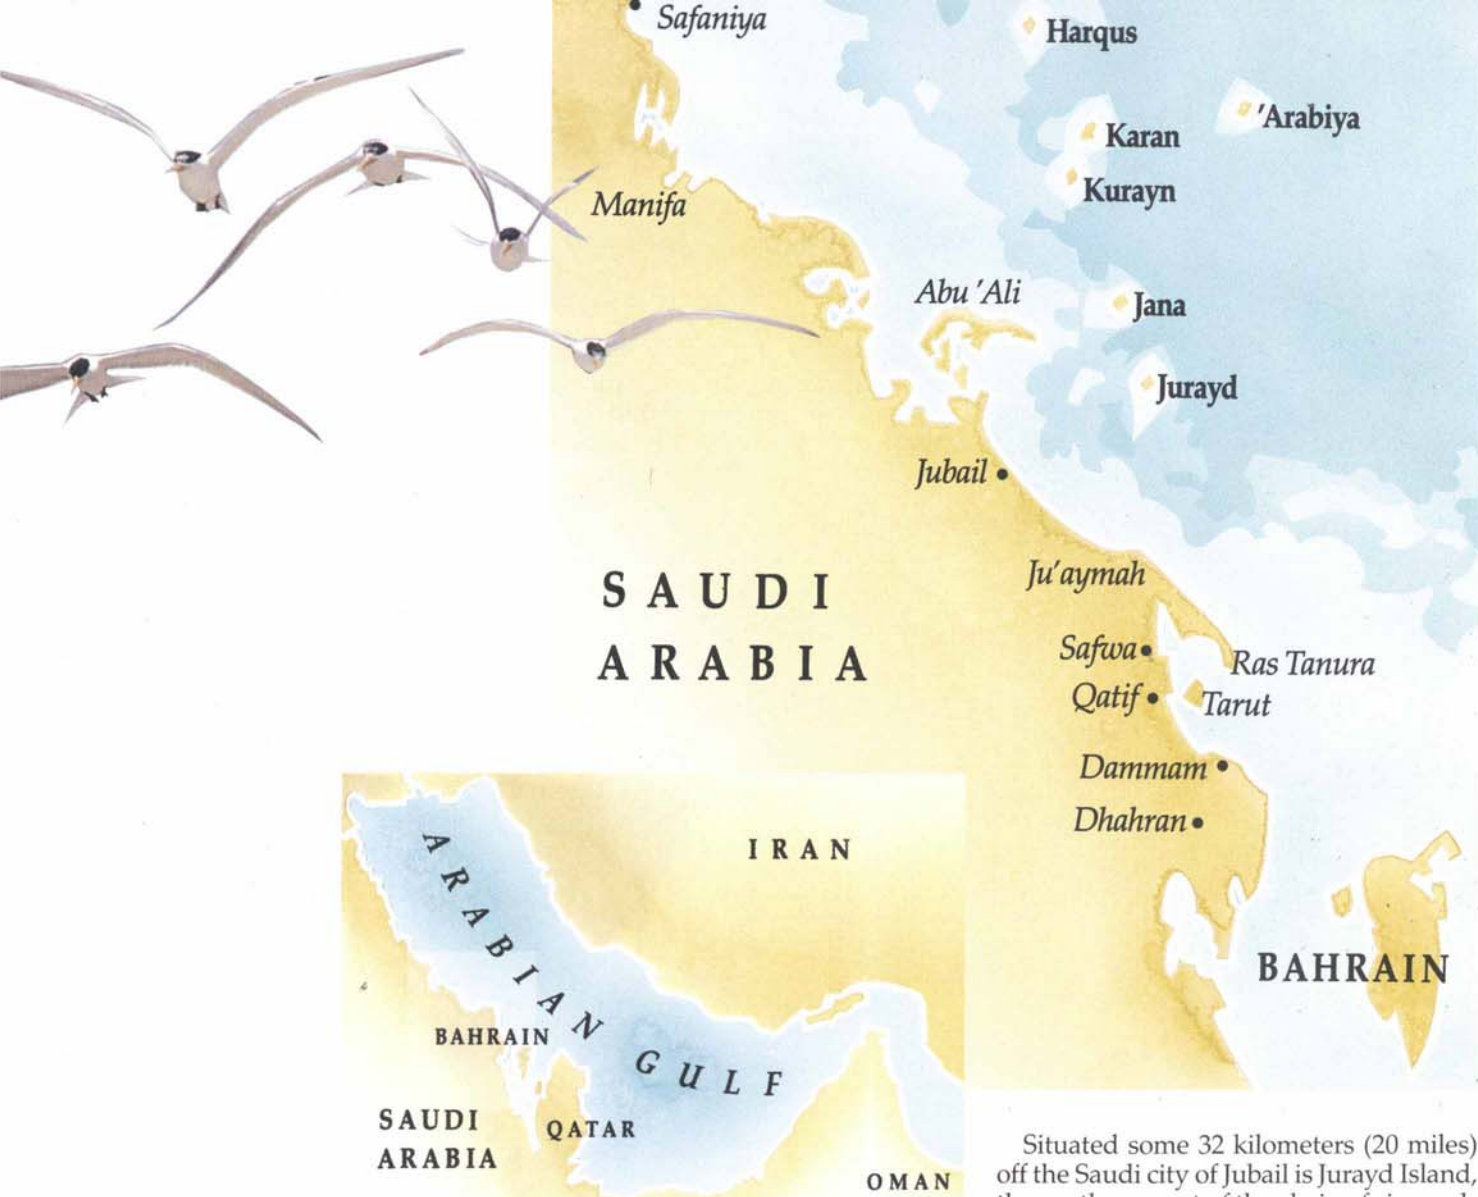 Safaniya
Harqus
'Arabiya
Karan
Kurayn
Manifa
Abu 'Ali
Jana
Jurayd
Jubail
Ju'aymah
SAUDI
ARABIA
Safwa
Ras Tanura
Qatif
Tarut
Dammam
Dhahran
IRAN
ARABIAN GULF
BAHRAIN
BAHRAIN
SAUDI
ARABIA
QATAR
OMAN
Situated some 32 kilometers (20 miles)
off the Saudi city of Jubail is Jurayd Island,